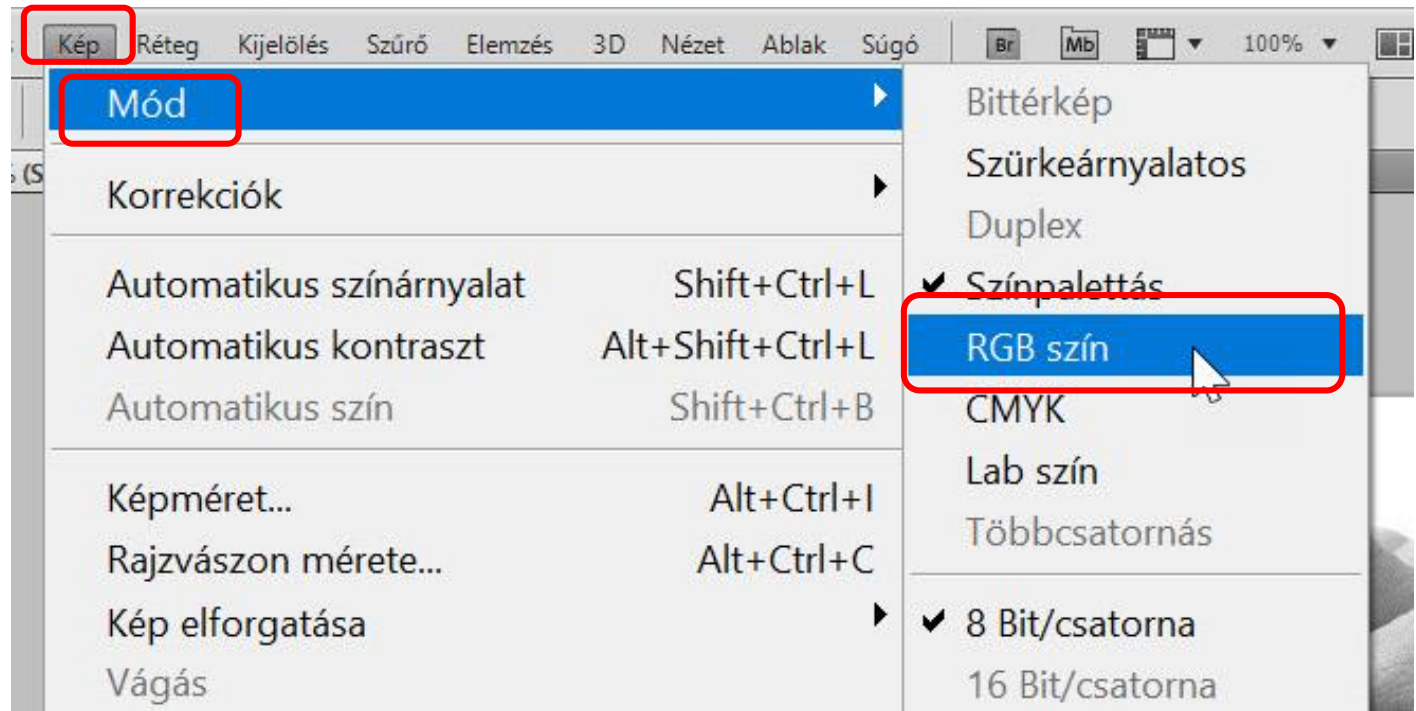 Kép Réteg Kijelölés Szűrő Elemzés 3D Nézet Ablak Súgó Br Mb 100%
(S
Mód
Korrekciók
Automatikus színárnyalat Shift+Ctrl+L
Automatikus kontraszt Alt+Shift+Ctrl+L
Automatikus szín Shift+Ctrl+B
Képméret... Alt+Ctrl+I
Rajzvászon mérete... Alt+Ctrl+C
Kép elforgatása
Vágás
Bittérkép
Szürkeárnyalatos
Duplex
Színpalettás
RGB szín
CMYK
Lab szín
Többcsatornás
8 Bit/csatorna
16 Bit/csatorna